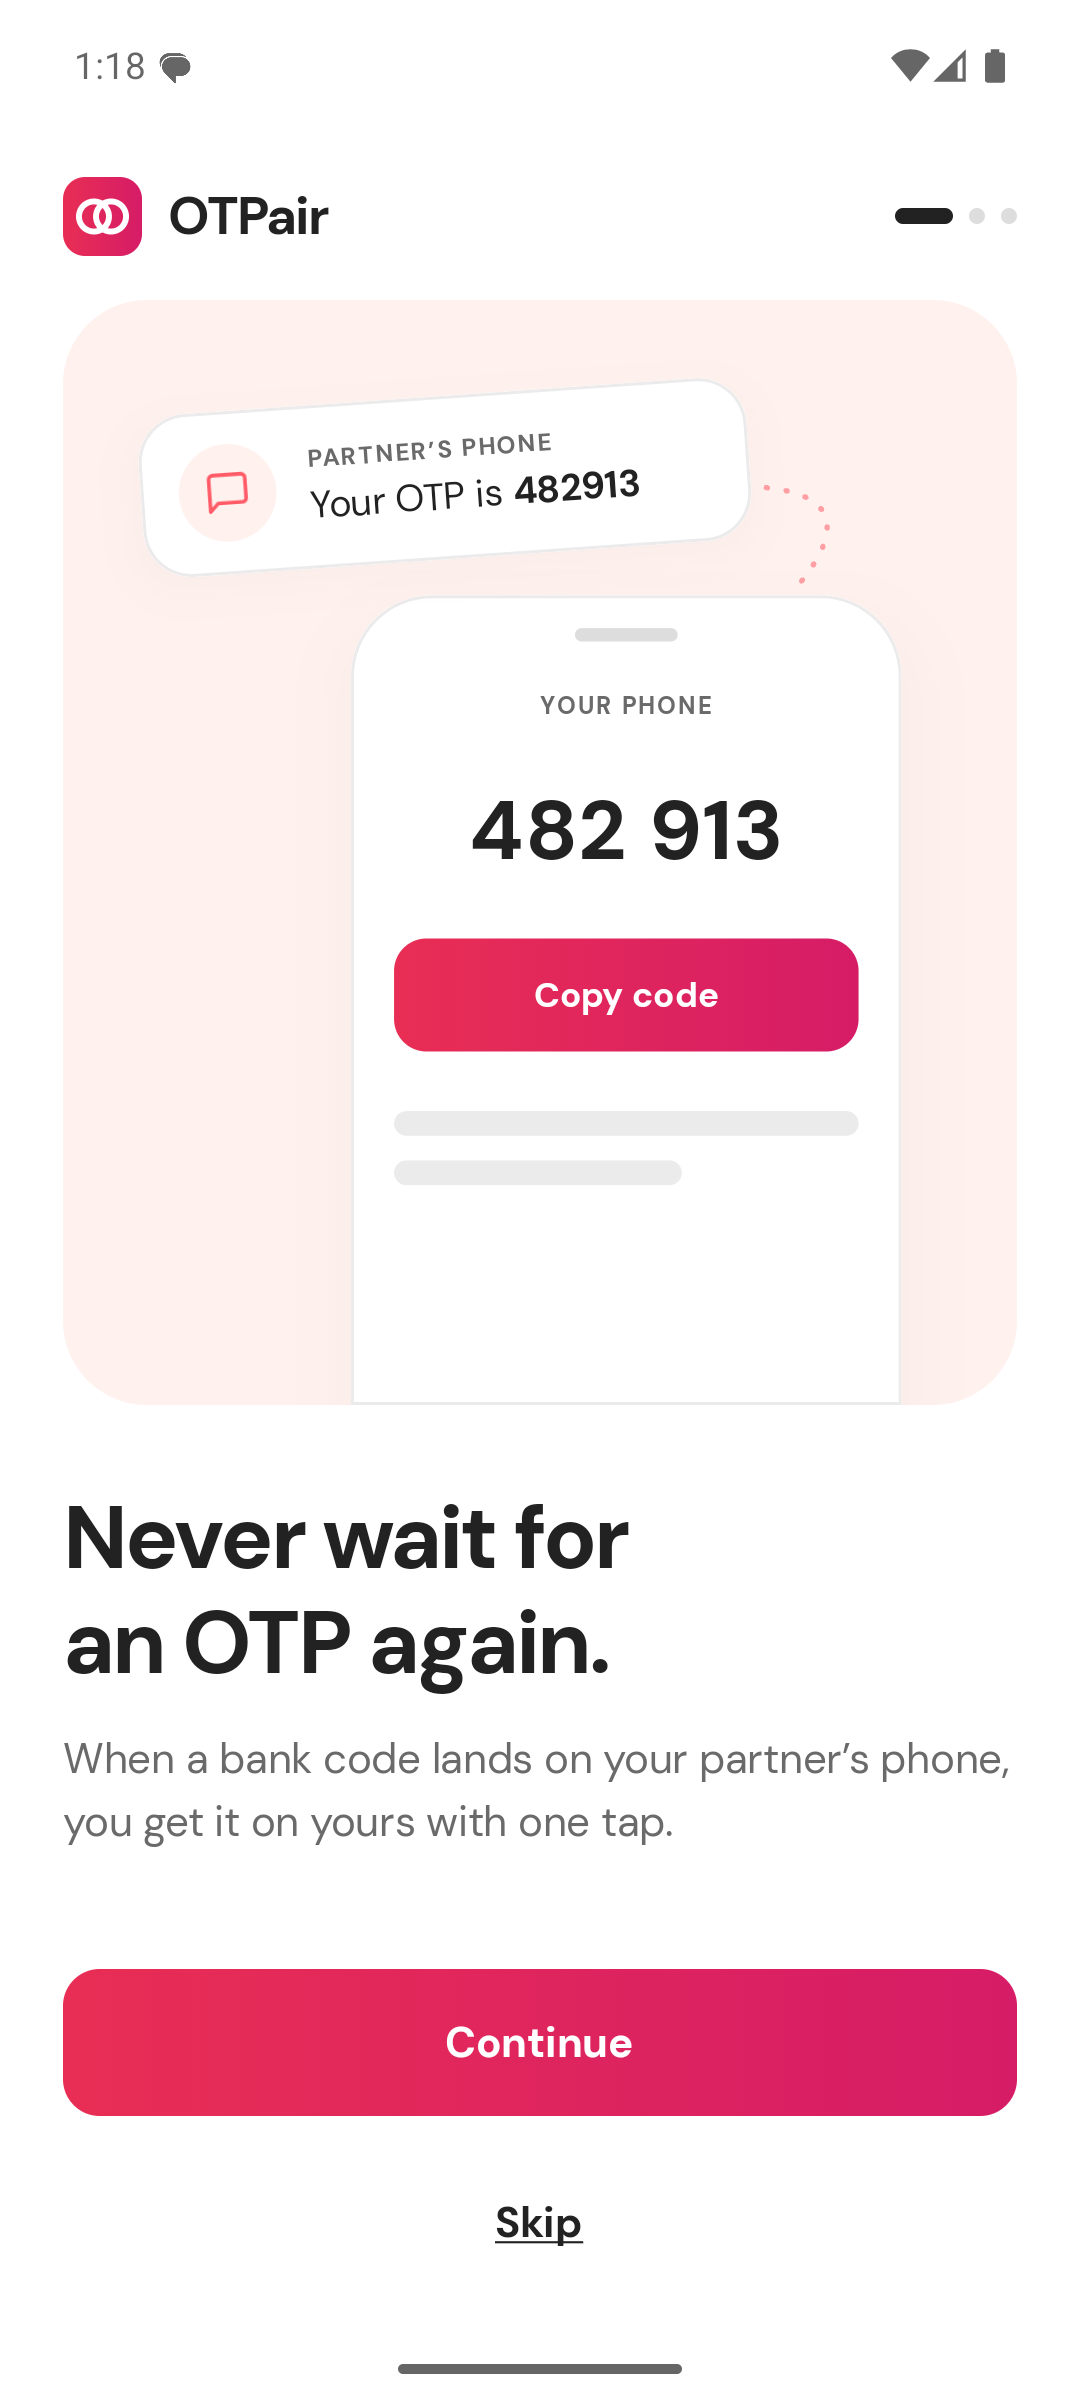 1:18
OTPair
PARTNER’S PHONE
Your OTP is 482913
YOUR PHONE
482 913
Copy code
Never wait for
an OTP again.
When a bank code lands on your partner’s phone,
you get it on yours with one tap.
Continue
Skip